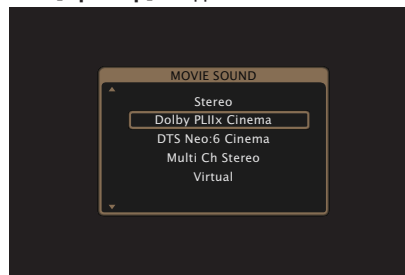 MOVIE SOUND
Stereo
Dolby PLIIx Cinema
DTS Neo:6 Cinema
Multi Ch Stereo
Virtual